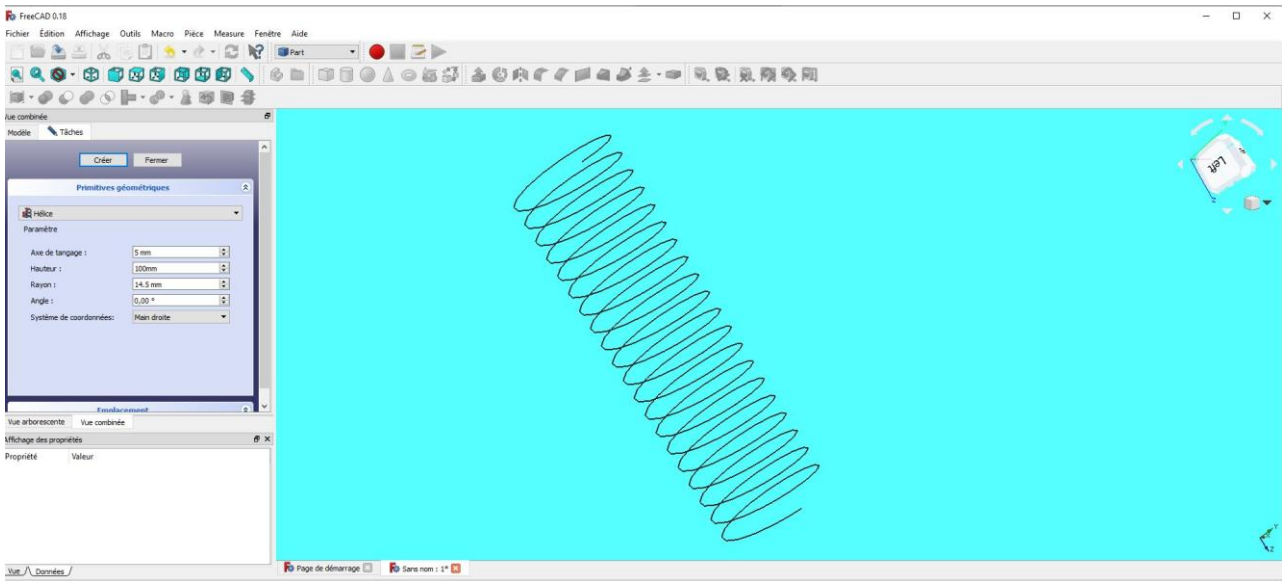 FreeCAD 0.18
Fichier Édition Affichage Outils Macro Pièce Measure Fenêtre Aide
Part
Vue combinée
Modèle Tâches
Créer Fermer
Primitives géométriques
Hélice
Paramètre
Axe de tangage : 5 mm
Hauteur : 100mm
Rayon : 14.5 mm
Angle : 0,00 °
Système de coordonnées: Main droite
Emplacement
Vue arborescente Vue combinée
Affichage des propriétés
Propriété Valeur
Vue Données
Page de démarrage Sans nom : 1*
Left
Y
Z